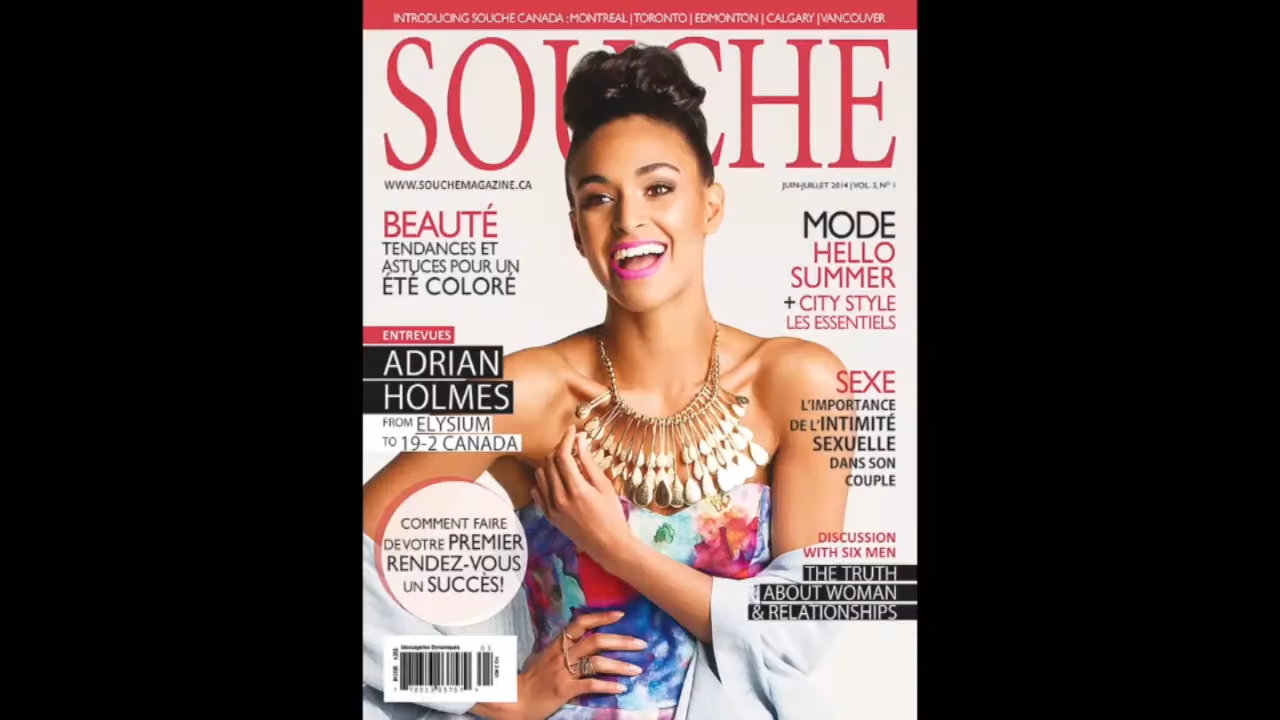 INTRODUCING SOUCHE CANADA : MONTREAL | TORONTO | EDMONTON | CALGARY | VANCOUVER
SOUCHE
WWW.SOUCHEMAGAZINE.CA
JUIN-JUILLET 2014 | VOL. 3, Nº 1
BEAUTÉ
TENDANCES ET
ASTUCES POUR UN
ÉTÉ COLORÉ
MODE
HELLO
SUMMER
+ CITY STYLE
LES ESSENTIELS
ENTREVUES
ADRIAN
HOLMES
FROM ELYSIUM
TO 19-2 CANADA
SEXE
L'IMPORTANCE
DE L'INTIMITÉ
SEXUELLE
DANS SON
COUPLE
COMMENT FAIRE
DE VOTRE PREMIER
RENDEZ-VOUS
UN SUCCÈS!
DISCUSSION
WITH SIX MEN
THE TRUTH
ABOUT WOMAN
& RELATIONSHIPS
Messageries Dynamiques